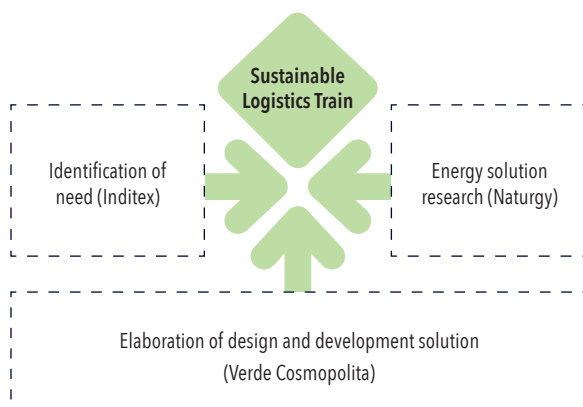 Sustainable
Logistics Train
Identification of
need (Inditex)
Energy solution
research (Naturgy)
Elaboration of design and development solution
(Verde Cosmopolita)